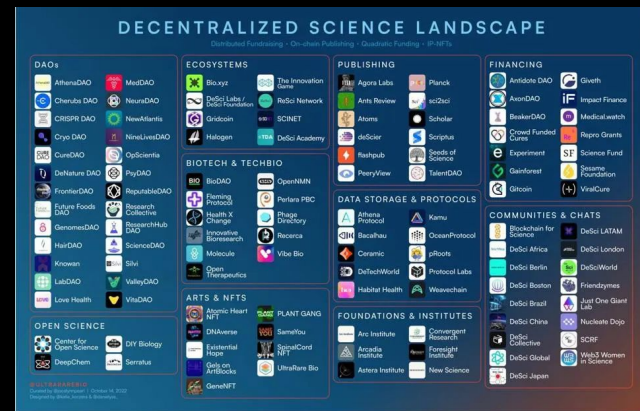 DECENTRALIZED SCIENCE LANDSCAPE
Distributed Fundraising · On-chain Publishing · Quadratic Funding · IP-NFTs
DAOs
AthenaDAO
Cherubs DAO
CRISPR DAO
Cryo DAO
CureDAO
DeNature DAO
FrontierDAO
Future Foods
DAO
GenomesDAO
HairDAO
Knowan
LabDAO
Love Health
MedDAO
NeuraDAO
NewAtlantis
NineLivesDAO
OpScientia
PsyDAO
ReputableDAO
Research
Collective
ResearchHub
DAO
ScienceDAO
Silvi
ValleyDAO
VitaDAO
OPEN SCIENCE
Center for
Open Science
DeepChem
DIY Biology
Serratus
ECOSYSTEMS
Bio.xyz
DeSci Labs /
DeSci Foundation
Gridcoin
Halogen
The Innovation
Game
ReSci Network
SCINET
DeSci Academy
BIOTECH & TECHBIO
BioDAO
Fleming
Protocol
Health X
Change
Innovative
Bioresearch
Molecule
Open
Therapeutics
OpenNMN
Perlara PBC
Phage
Directory
Recerca
Vibe Bio
ARTS & NFTS
Atomic Heart
NFT
DNAverse
Existential
Hope
Gels on
ArtBlocks
GeneNFT
PLANT GANG
SameYou
SpinalCord
NFT
UltraRare Bio
PUBLISHING
Agora Labs
Ants Review
Atoms
deScier
flashpub
PeeryView
Planck
sci2sci
Scholar
Scriptus
Seeds of
Science
TalentDAO
DATA STORAGE & PROTOCOLS
Athena
Protocol
Bacalhau
Ceramic
DeTechWorld
Habitat Health
Kamu
OceanProtocol
pRoots
Protocol Labs
Weavechain
FOUNDATIONS & INSTITUTES
Arc Institute
Arcadia
Institute
Astera Institute
Convergent
Research
Foresight
Institute
New Science
FINANCING
Antidote DAO
AxonDAO
BeakerDAO
Crowd Funded
Cures
Experiment
Gainforest
Gitcoin
Giveth
Impact Finance
Medical.watch
Repro Grants
Science Fund
Sesame
Foundation
ViralCure
COMMUNITIES & CHATS
Blockchain for
Science
DeSci Africa
DeSci Berlin
DeSci Boston
DeSci Brazil
DeSci China
DeSci
Collective
DeSci Global
DeSci Japan
DeSci LATAM
DeSci London
DeSciWorld
Friendzymes
Just One Giant
Lab
Nucleate Dojo
SCRF
Web3 Women
in Science
@ULTRARAREBIO
October 14, 2022